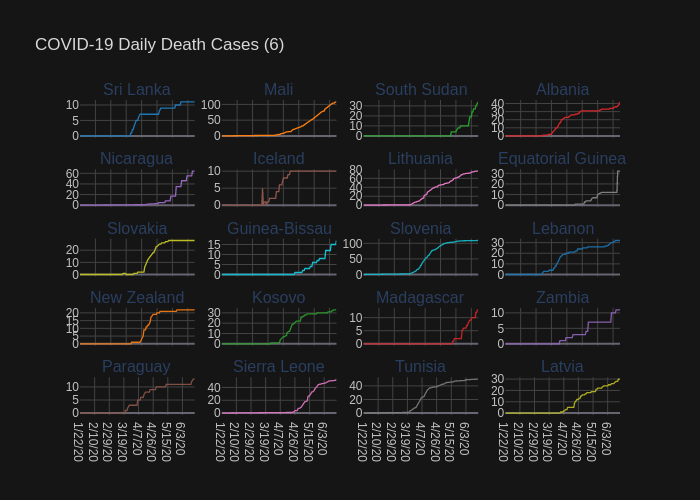 COVID-19 Daily Death Cases (6)
Sri Lanka Mali South Sudan Albania
10 5 0
100 50 0
30 20 10 0
40 30 20 10 0
Nicaragua Iceland Lithuania Equatorial Guinea
60 40 20 0
10 5 0
80 60 40 20 0
30 20 10 0
Slovakia Guinea-Bissau Slovenia Lebanon
20 10 0
15 10 5 0
100 50 0
30 20 10 0
New Zealand Kosovo Madagascar Zambia
20 15 10 5 0
30 20 10 0
10 5 0
10 5 0
Paraguay Sierra Leone Tunisia Latvia
10 5 0
40 20 0
40 20 0
30 20 10 0
1/22/20 2/10/20 2/29/20 3/19/20 4/7/20 4/26/20 5/15/20 6/3/20
1/22/20 2/10/20 2/29/20 3/19/20 4/7/20 4/26/20 5/15/20 6/3/20
1/22/20 2/10/20 2/29/20 3/19/20 4/7/20 4/26/20 5/15/20 6/3/20
1/22/20 2/10/20 2/29/20 3/19/20 4/7/20 4/26/20 5/15/20 6/3/20